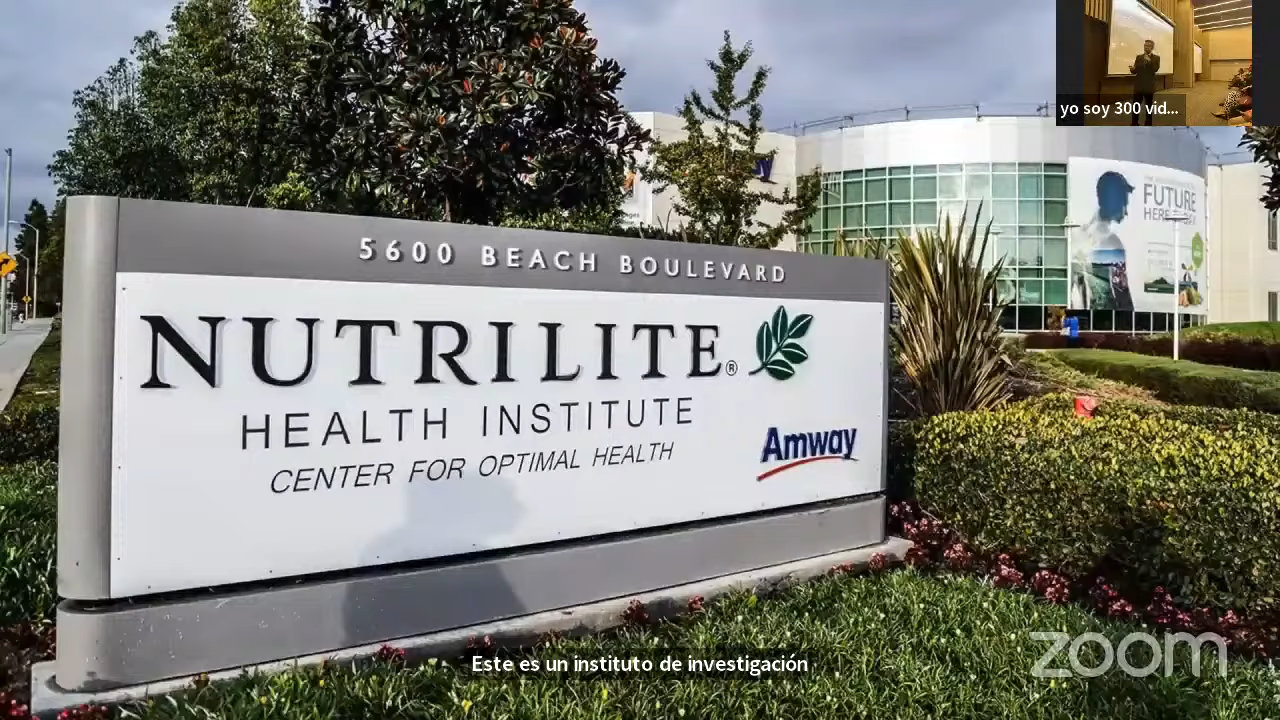 yo soy 300 vid...
FUTURE
5600 BEACH BOULEVARD
NUTRILITE®
HEALTH INSTITUTE
CENTER FOR OPTIMAL HEALTH
Amway
Este es un instituto de investigación
zoom